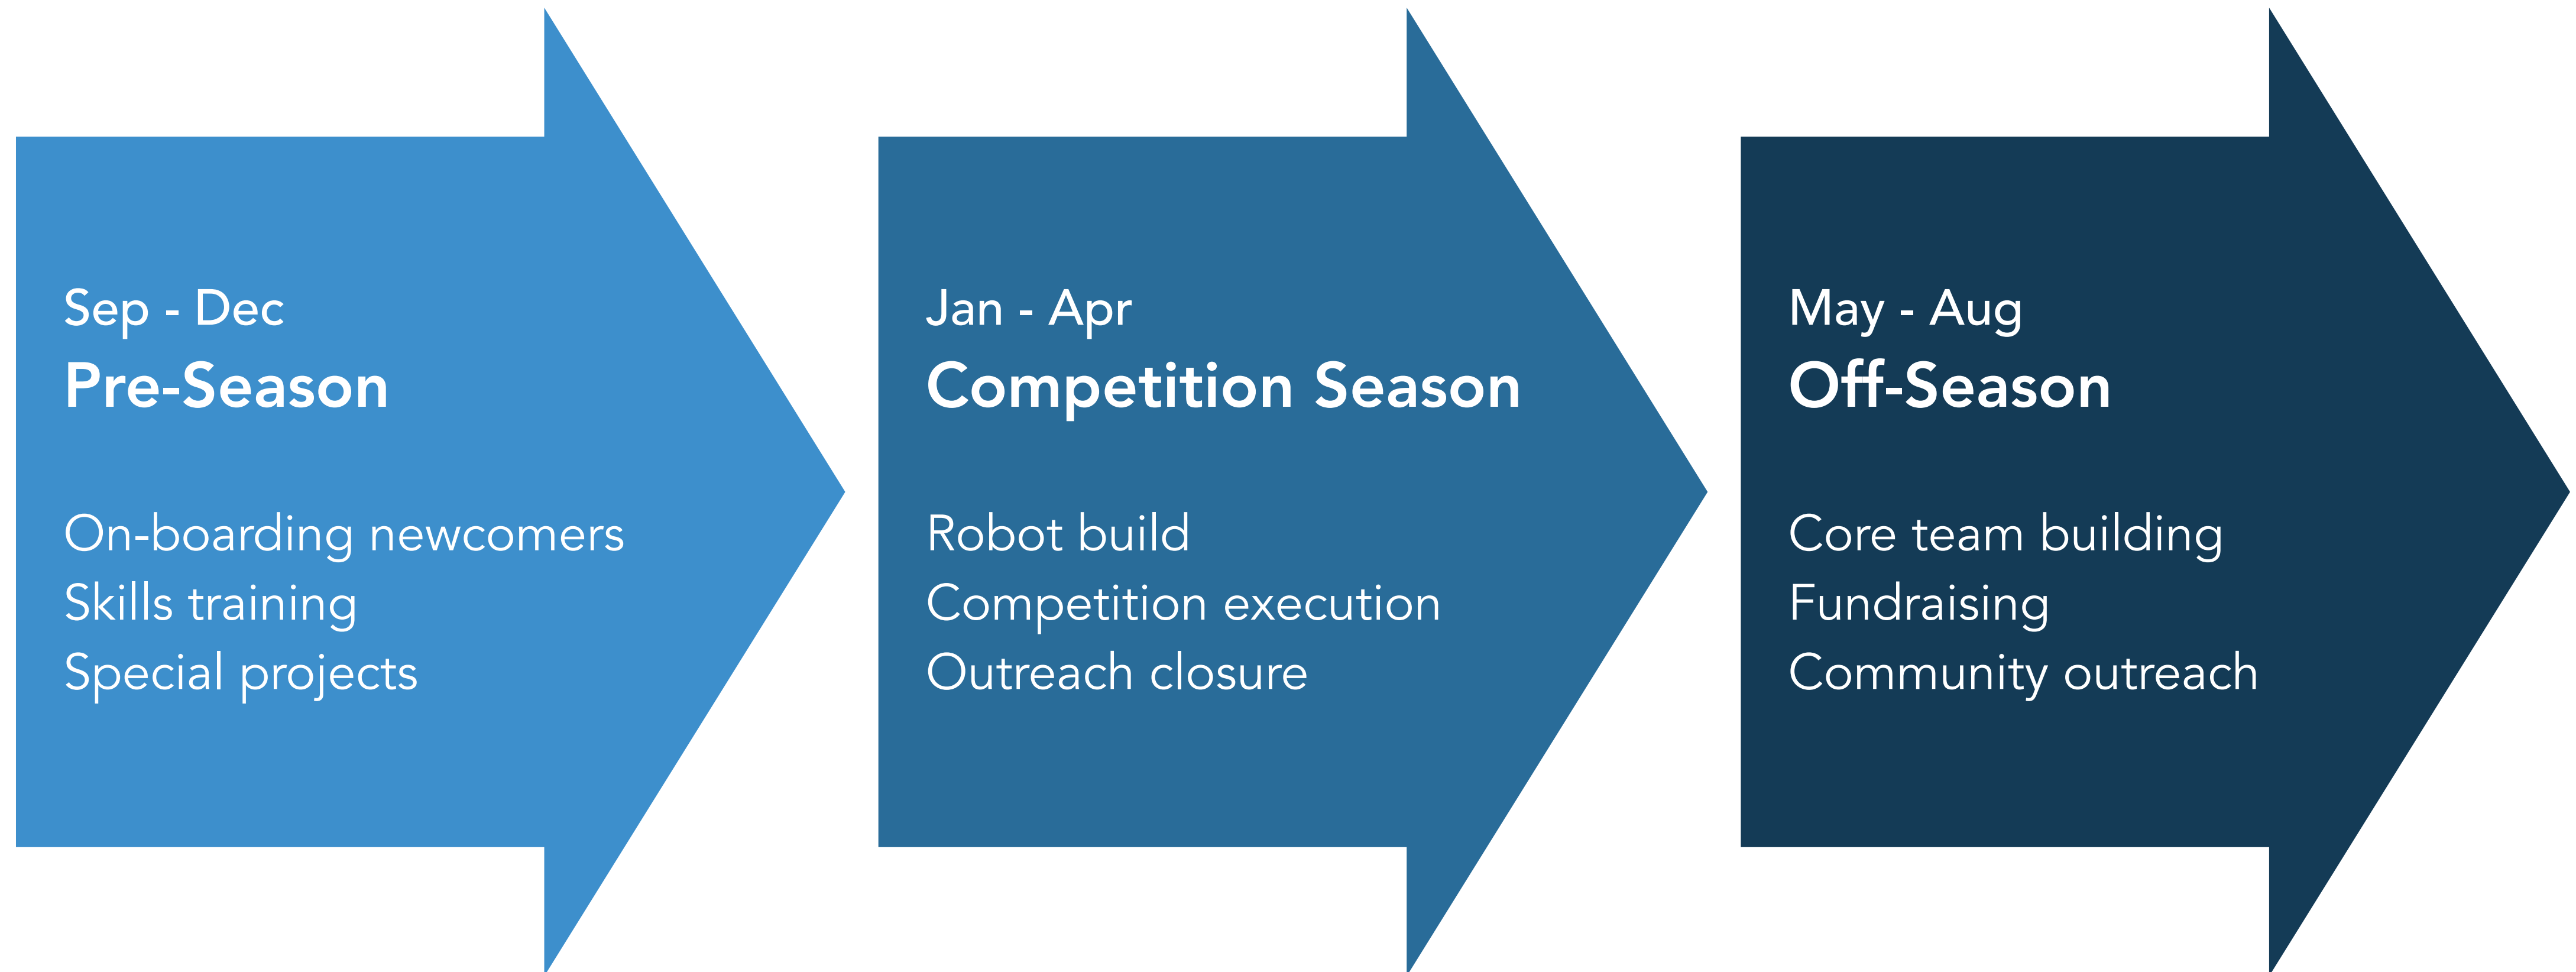 Sep - Dec
Pre-Season
On-boarding newcomers
Skills training
Special projects
Jan - Apr
Competition Season
Robot build
Competition execution
Outreach closure
May - Aug
Off-Season
Core team building
Fundraising
Community outreach